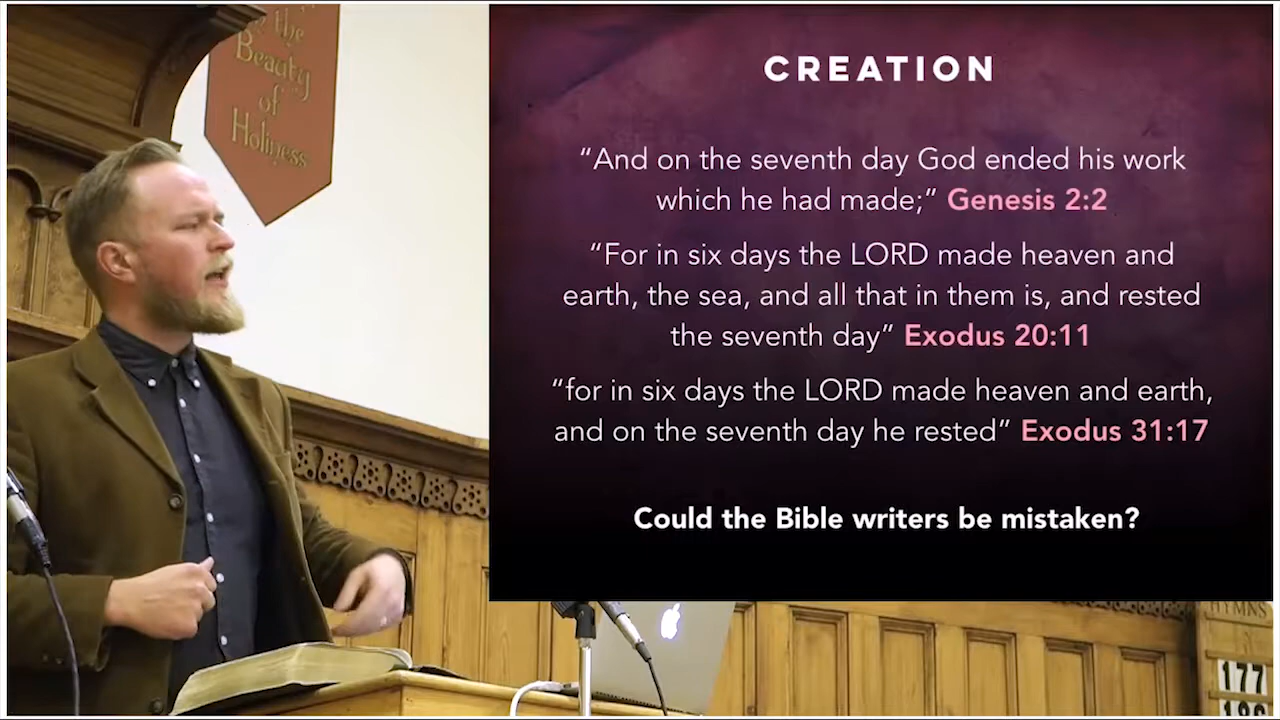 the
Beauty
of
Holiness
CREATION
“And on the seventh day God ended his work
which he had made;” Genesis 2:2
“For in six days the LORD made heaven and
earth, the sea, and all that in them is, and rested
the seventh day” Exodus 20:11
“for in six days the LORD made heaven and earth,
and on the seventh day he rested” Exodus 31:17
Could the Bible writers be mistaken?
HYMNS
177